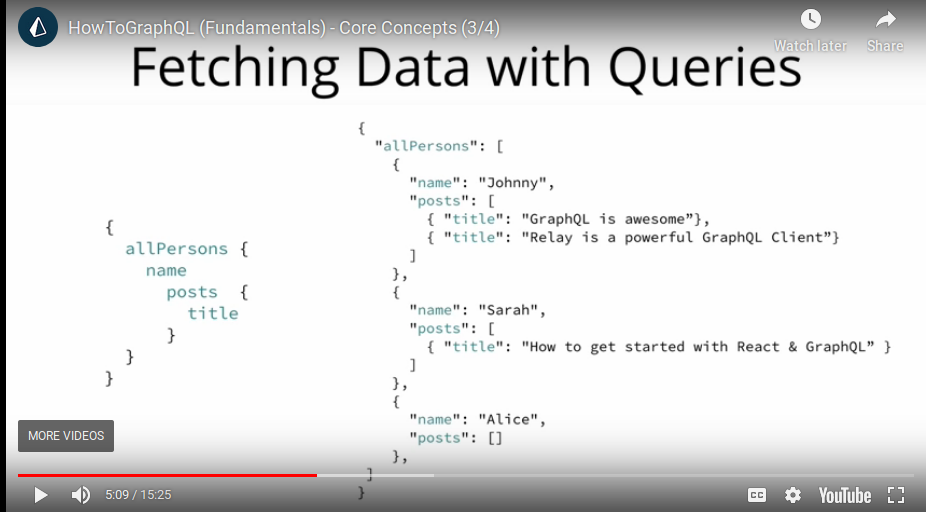 HowToGraphQL (Fundamentals) - Core Concepts (3/4)
Watch later
Share
Fetching Data with Queries
{
allPersons {
name
posts {
title
}
}
}
{
"allPersons": [
{
"name": "Johnny",
"posts": [
{ "title": "GraphQL is awesome”},
{ "title": "Relay is a powerful GraphQL Client”}
]
},
{
"name": "Sarah",
"posts": [
{ "title": "How to get started with React & GraphQL” }
]
},
{
"name": "Alice",
"posts": []
},
]
}
MORE VIDEOS
5:09 / 15:25
CC
YouTube